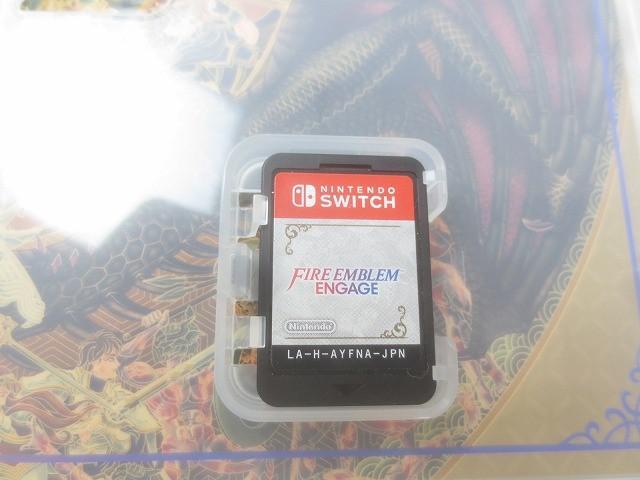 NINTENDO
SWITCH
FIRE EMBLEM
ENGAGE
Nintendo
LA-H-AYFNA-JPN